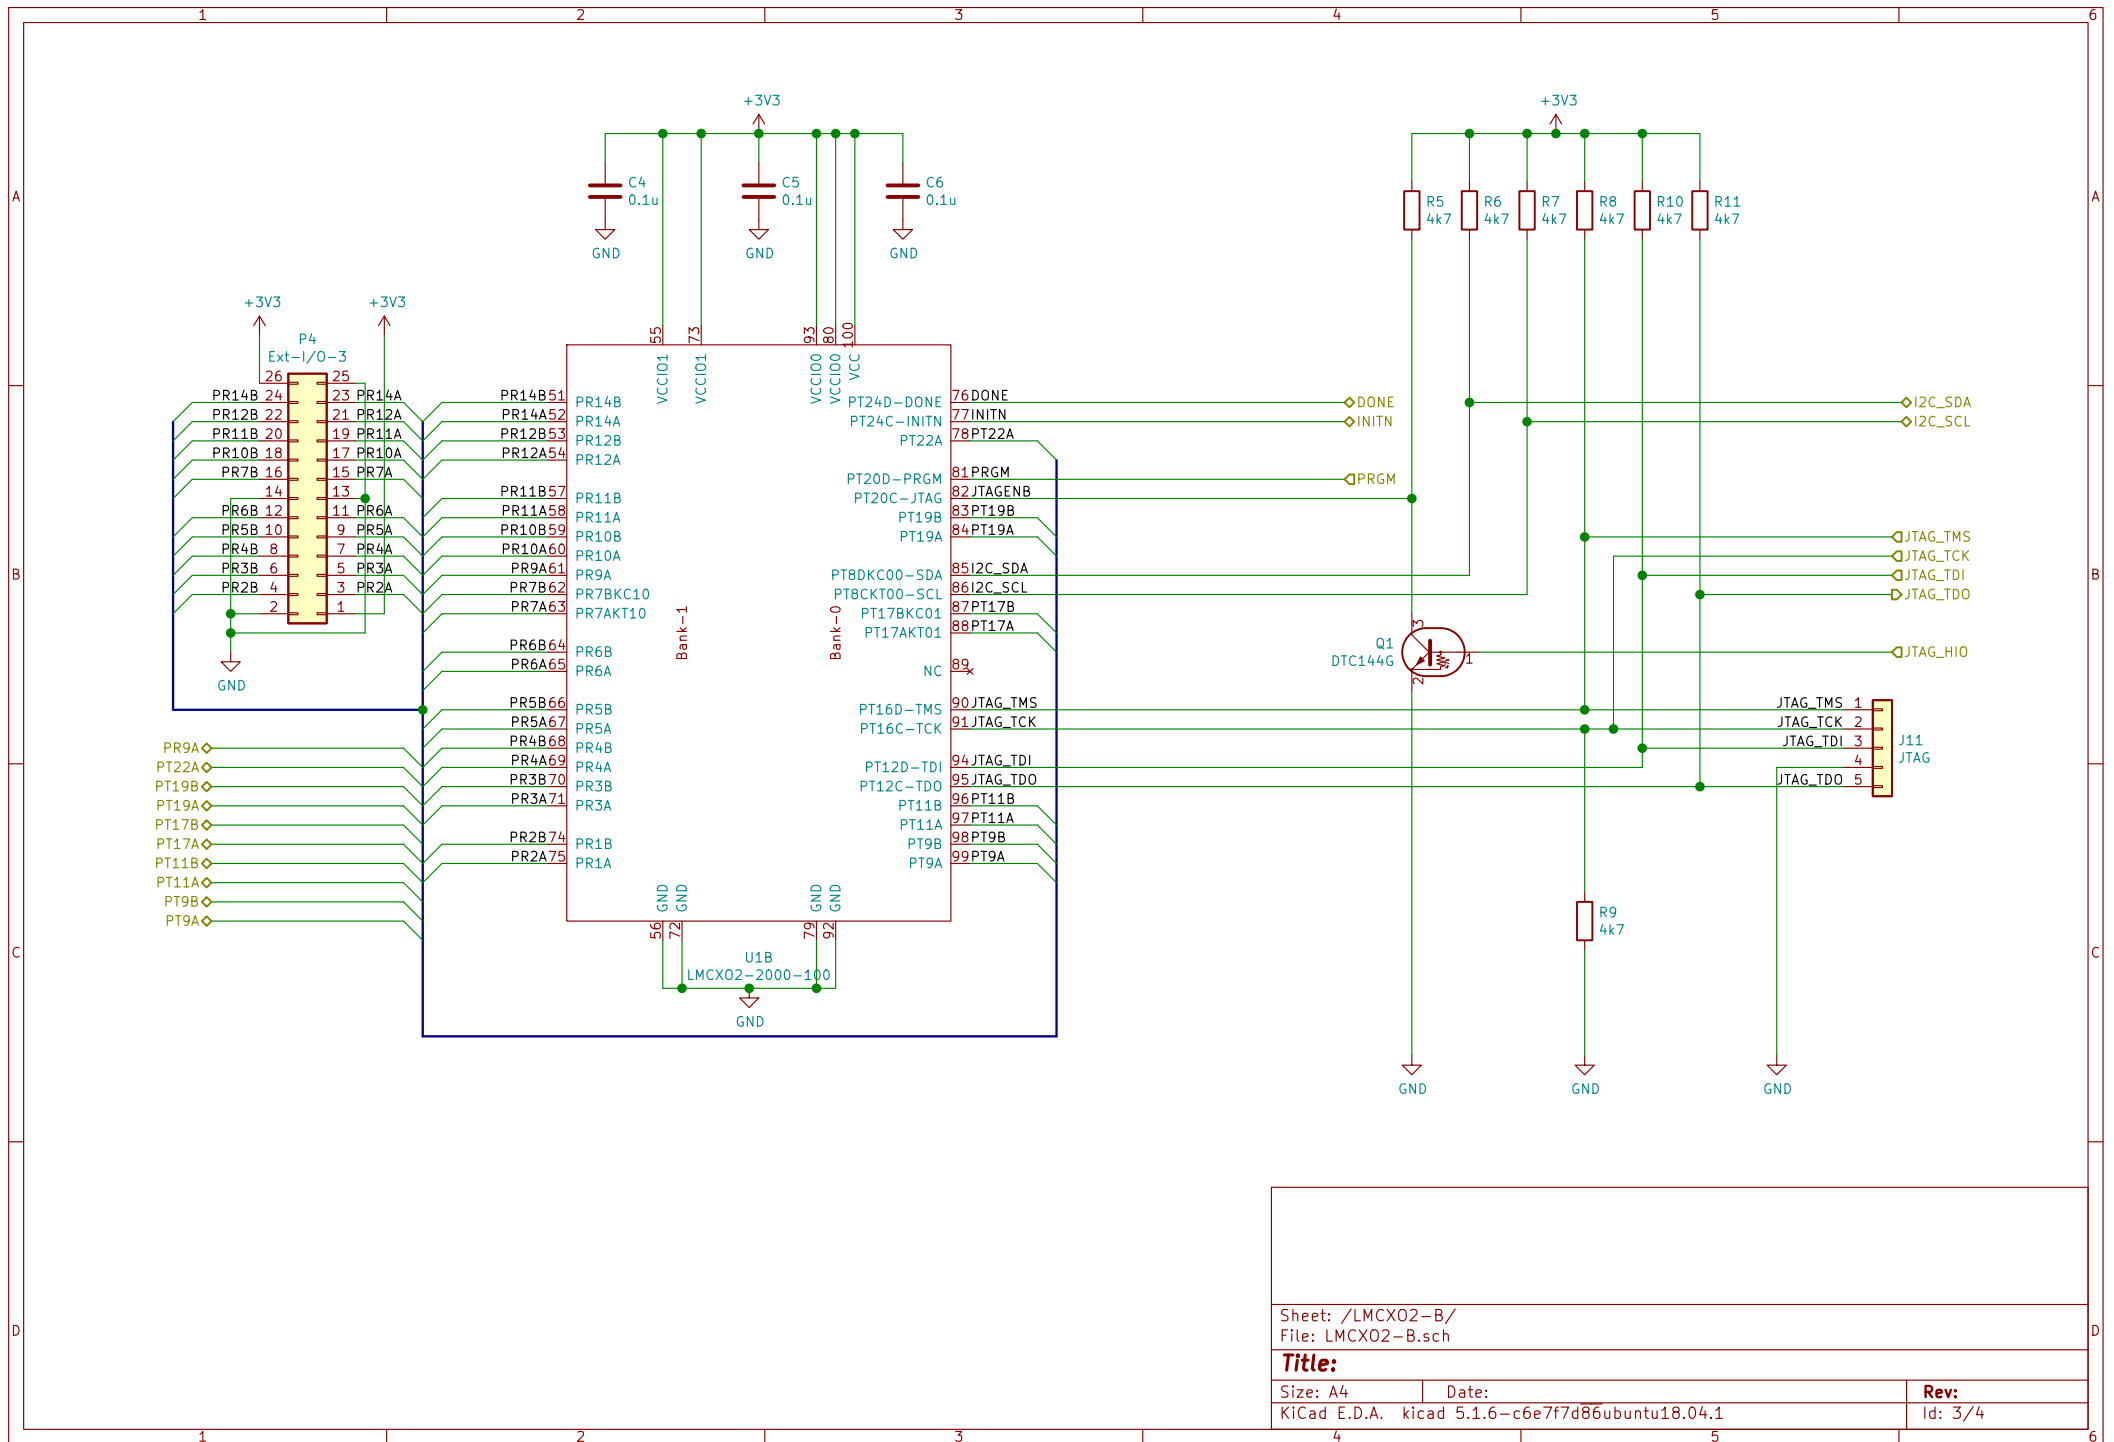 1 2 3 4 5 6
A
B
C
D
+3V3
C4
0.1u
GND
C5
0.1u
GND
C6
0.1u
GND
+3V3
R5
4k7
R6
4k7
R7
4k7
R8
4k7
R10
4k7
R11
4k7
+3V3
+3V3
P4
Ext-I/O-3
26 25
PR14B 24 23 PR14A
PR12B 22 21 PR12A
PR11B 20 19 PR11A
PR10B 18 17 PR10A
PR7B 16 15 PR7A
14 13
PR6B 12 11 PR6A
PR5B 10 9 PR5A
PR4B 8 7 PR4A
PR3B 6 5 PR3A
PR2B 4 3 PR2A
2 1
GND
PR9A
PT22A
PT19B
PT19A
PT17B
PT17A
PT11B
PT11A
PT9B
PT9A
55 VCCIO1
73 VCCIO1
93 VCCIO0
80 VCCIO0
100 VCC
PR14B 51 PR14B
PR14A 52 PR14A
PR12B 53 PR12B
PR12A 54 PR12A
PR11B 57 PR11B
PR11A 58 PR11A
PR10B 59 PR10B
PR10A 60 PR10A
PR9A 61 PR9A
PR7B 62 PR7BKC10
PR7A 63 PR7AKT10
PR6B 64 PR6B
PR6A 65 PR6A
PR5B 66 PR5B
PR5A 67 PR5A
PR4B 68 PR4B
PR4A 69 PR4A
PR3B 70 PR3B
PR3A 71 PR3A
PR2B 74 PR1B
PR2A 75 PR1A
Bank-1
Bank-0
PT24D-DONE 76 DONE
PT24C-INITN 77 INITN
PT22A 78 PT22A
PT20D-PRGM 81 PRGM
PT20C-JTAG 82 JTAGENB
PT19B 83 PT19B
PT19A 84 PT19A
PT8DKC00-SDA 85 I2C_SDA
PT8CKT00-SCL 86 I2C_SCL
PT17BKC01 87 PT17B
PT17AKT01 88 PT17A
NC 89
PT16D-TMS 90 JTAG_TMS
PT16C-TCK 91 JTAG_TCK
PT12D-TDI 94 JTAG_TDI
PT12C-TDO 95 JTAG_TDO
PT11B 96 PT11B
PT11A 97 PT11A
PT9B 98 PT9B
PT9A 99 PT9A
GND 56
GND 72
GND 79
GND 92
U1B
LMCXO2-2000-100
GND
DONE
INITN
PRGM
I2C_SDA
I2C_SCL
JTAG_TMS
JTAG_TCK
JTAG_TDI
JTAG_TDO
JTAG_HIO
Q1
DTC144G
3
1
2
JTAG_TMS 1
JTAG_TCK 2
JTAG_TDI 3
4
JTAG_TDO 5
J11
JTAG
R9
4k7
GND
GND
GND
Sheet: /LMCXO2-B/
File: LMCXO2-B.sch
Title:
Size: A4 Date: Rev:
KiCad E.D.A. kicad 5.1.6-c6e7f7d86ubuntu18.04.1 Id: 3/4
A
B
C
D
1 2 3 4 5 6